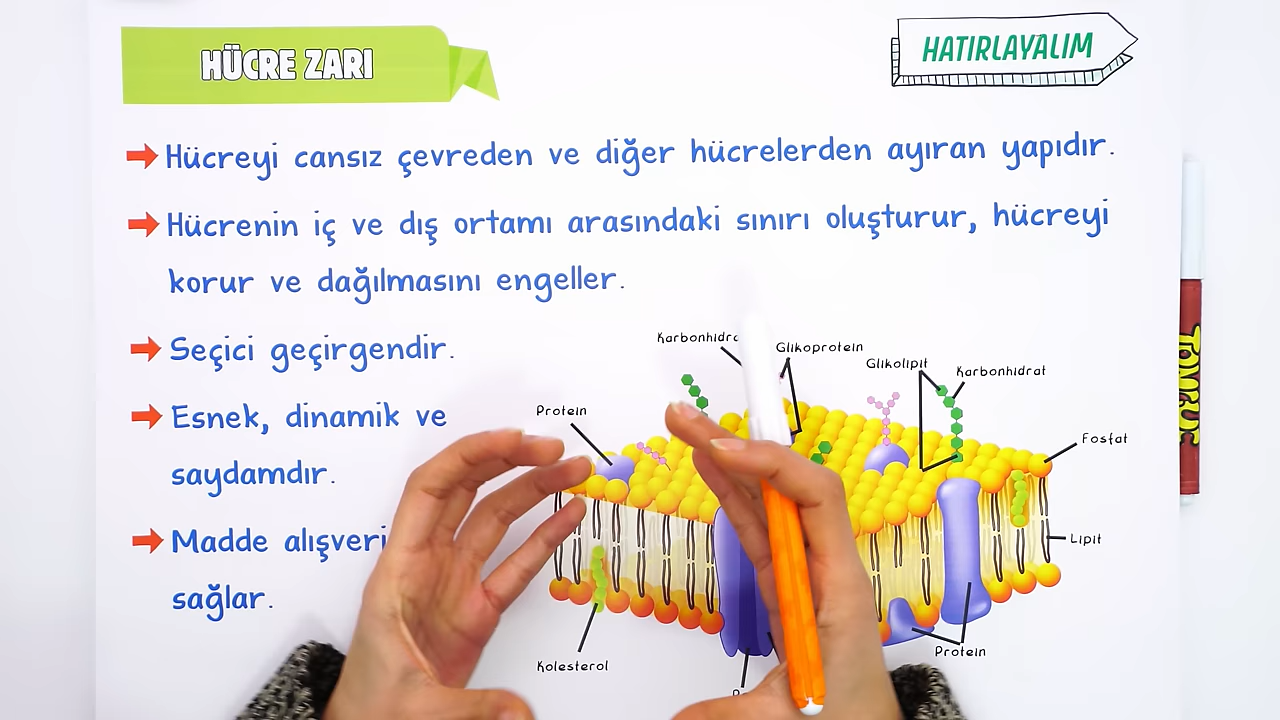 HÜCRE ZARI
HATIRLAYALIM
Hücreyi cansız çevreden ve diğer hücrelerden ayıran yapıdır.
Hücrenin iç ve dış ortamı arasındaki sınırı oluşturur, hücreyi
korur ve dağılmasını engeller.
Seçici geçirgendir.
Esnek, dinamik ve
saydamdır.
Madde
sağlar.
Glikoprotein
Glikolipit
Karbonhidrat
Protein
Fosfat
Lipit
Kolesterol
Protein